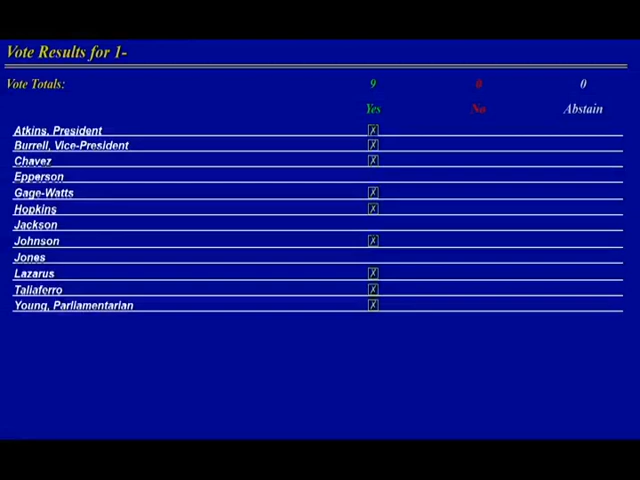 Vote Results for 1-
Vote Totals: 9 0 0
Yes No Abstain
Atkins, President
Burrell, Vice-President
Chavez
Epperson
Gage-Watts
Hopkins
Jackson
Johnson
Jones
Lazarus
Taliaferro
Young, Parliamentarian